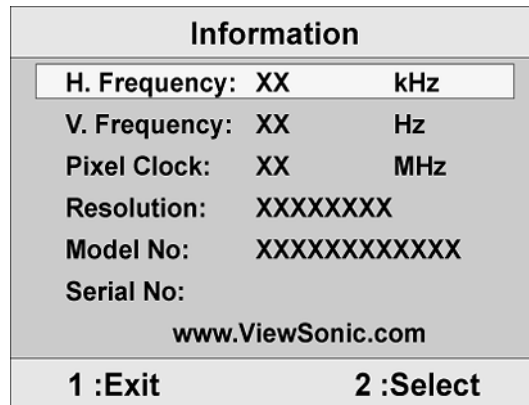 Information
H. Frequency: XX kHz
V. Frequency: XX Hz
Pixel Clock: XX MHz
Resolution: XXXXXXXX
Model No: XXXXXXXXXXXX
Serial No:
www.ViewSonic.com
1 :Exit 2 :Select